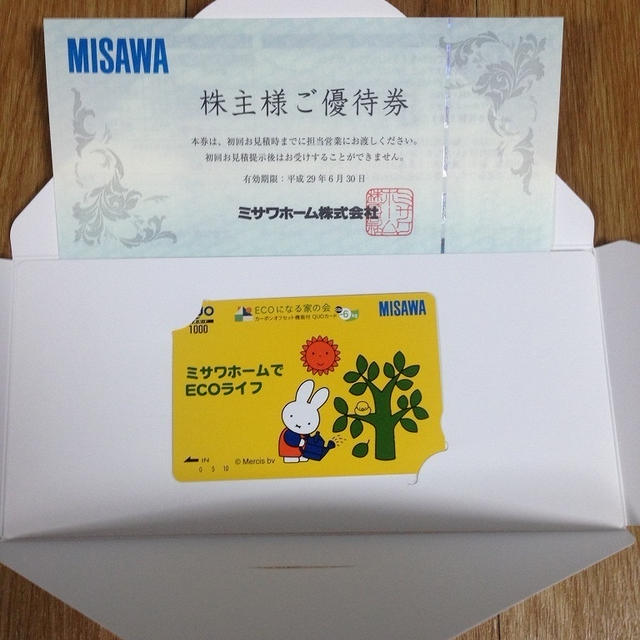 MISAWA
株主様ご優待券
本券は、初回お見積時までに担当営業にお渡しください。
初回お見積提示後はお受けすることができません。
有効期限：平成29年6月30日
ミサワホーム株式会社
1000
ECOになる家の会
カーボンオフセット機能付 QUOカード
MISAWA
ミサワホームで
ECOライフ
IN
0 5 10
© Mercis bv